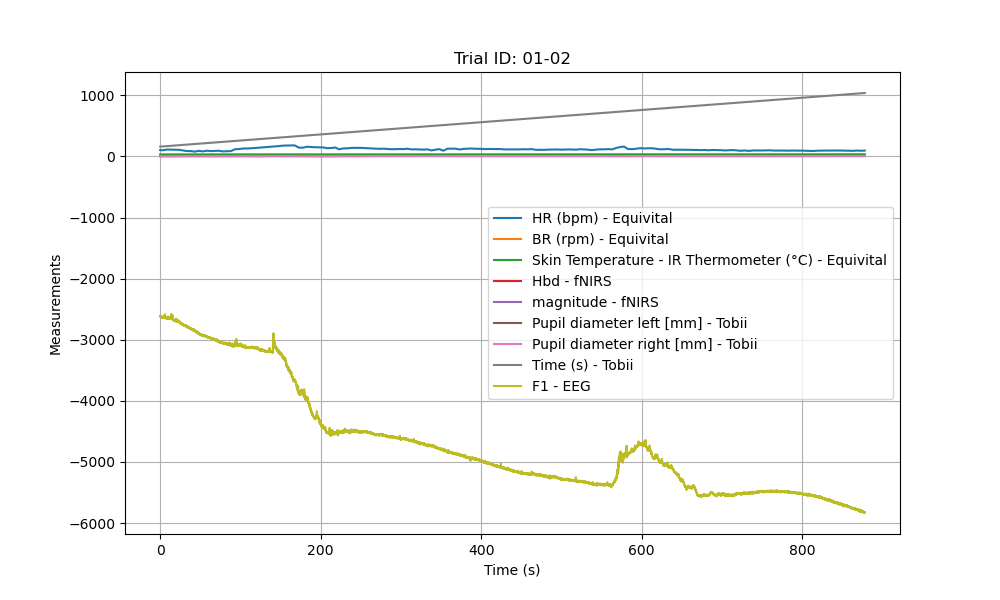 Trial ID: 01-02
1000
0
−1000
−2000
−3000
−4000
−5000
−6000
Measurements
HR (bpm) - Equivital
BR (rpm) - Equivital
Skin Temperature - IR Thermometer (°C) - Equivital
Hbd - fNIRS
magnitude - fNIRS
Pupil diameter left [mm] - Tobii
Pupil diameter right [mm] - Tobii
Time (s) - Tobii
F1 - EEG
0 200 400 600 800
Time (s)